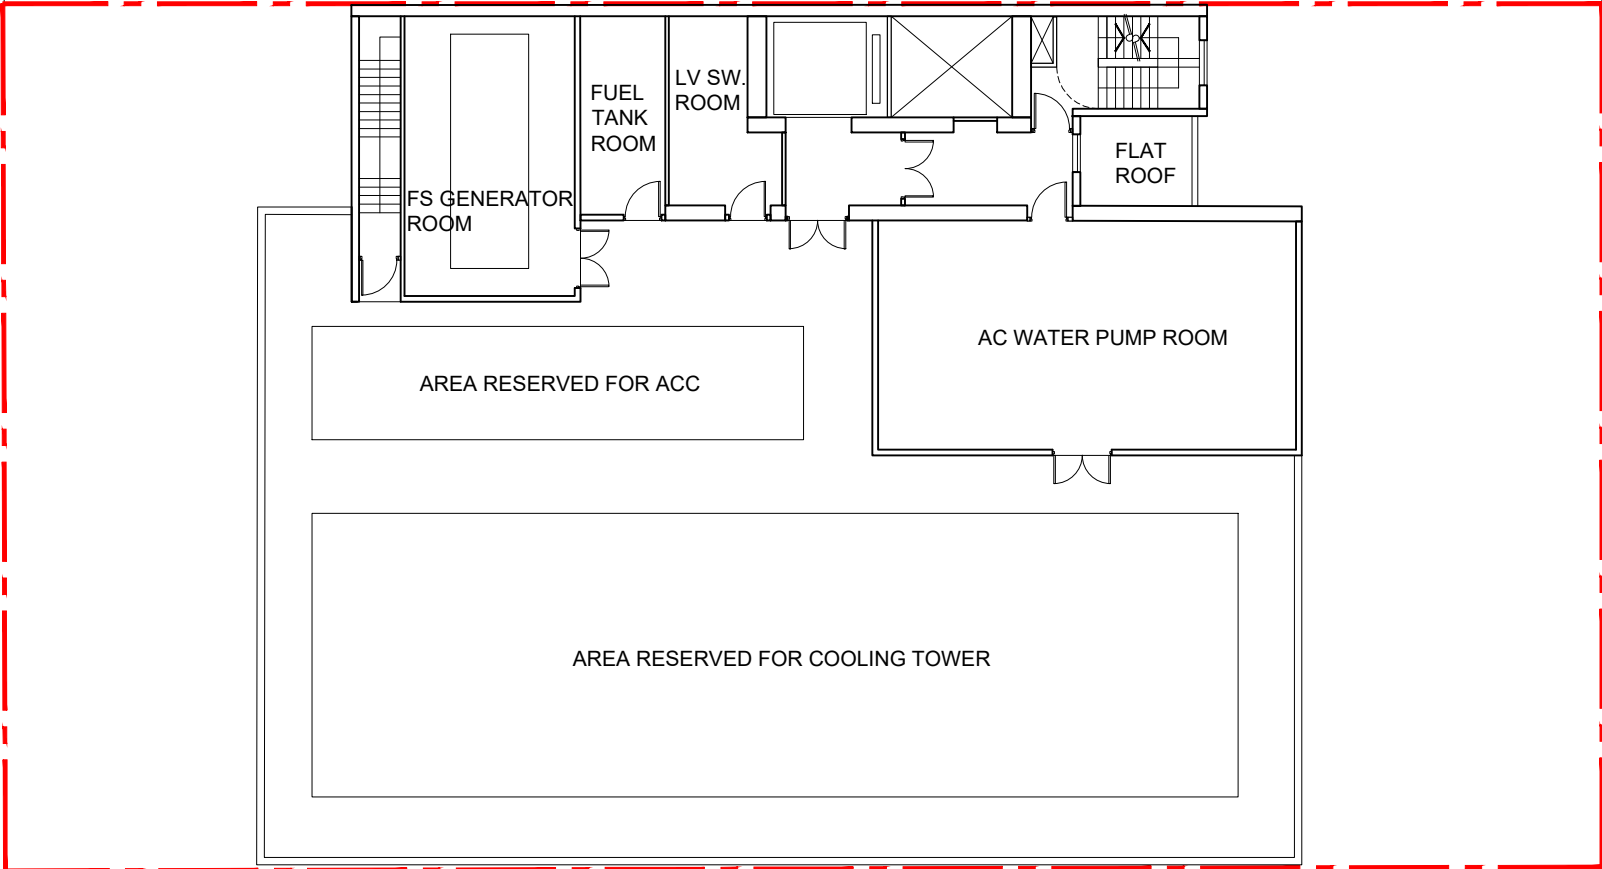 FUEL
TANK
ROOM
LV SW.
ROOM
FLAT
ROOF
FS GENERATOR
ROOM
AC WATER PUMP ROOM
AREA RESERVED FOR ACC
AREA RESERVED FOR COOLING TOWER